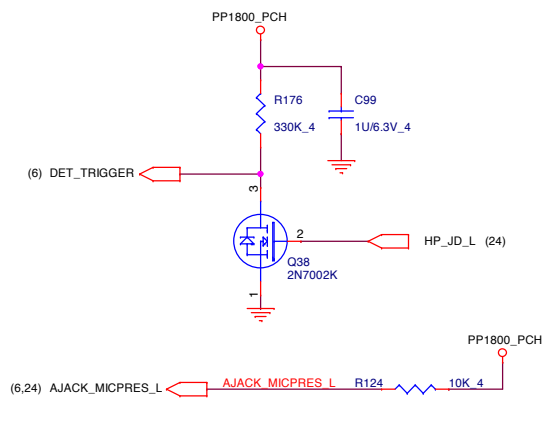 PP1800_PCH
R176
C99
330K_4
1U/6.3V_4
(6) DET_TRIGGER
3
2
HP_JD_L (24)
Q38
2N7002K
1
PP1800_PCH
(6,24) AJACK_MICPRES_L
AJACK_MICPRES_L
R124
10K_4